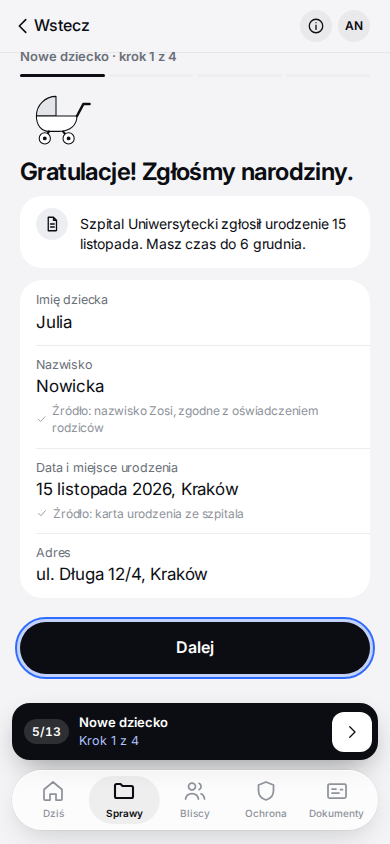 Wstecz
AN
Nowe dziecko · krok 1 z 4
Gratulacje! Zgłośmy narodziny.
Szpital Uniwersytecki zgłosił urodzenie 15
listopada. Masz czas do 6 grudnia.
Imię dziecka
Julia
Nazwisko
Nowicka
Źródło: nazwisko Zosi, zgodne z oświadczeniem
rodziców
Data i miejsce urodzenia
15 listopada 2026, Kraków
Źródło: karta urodzenia ze szpitala
Adres
ul. Długa 12/4, Kraków
Dalej
5/13
Nowe dziecko
Krok 1 z 4
Dziś
Sprawy
Bliscy
Ochrona
Dokumenty